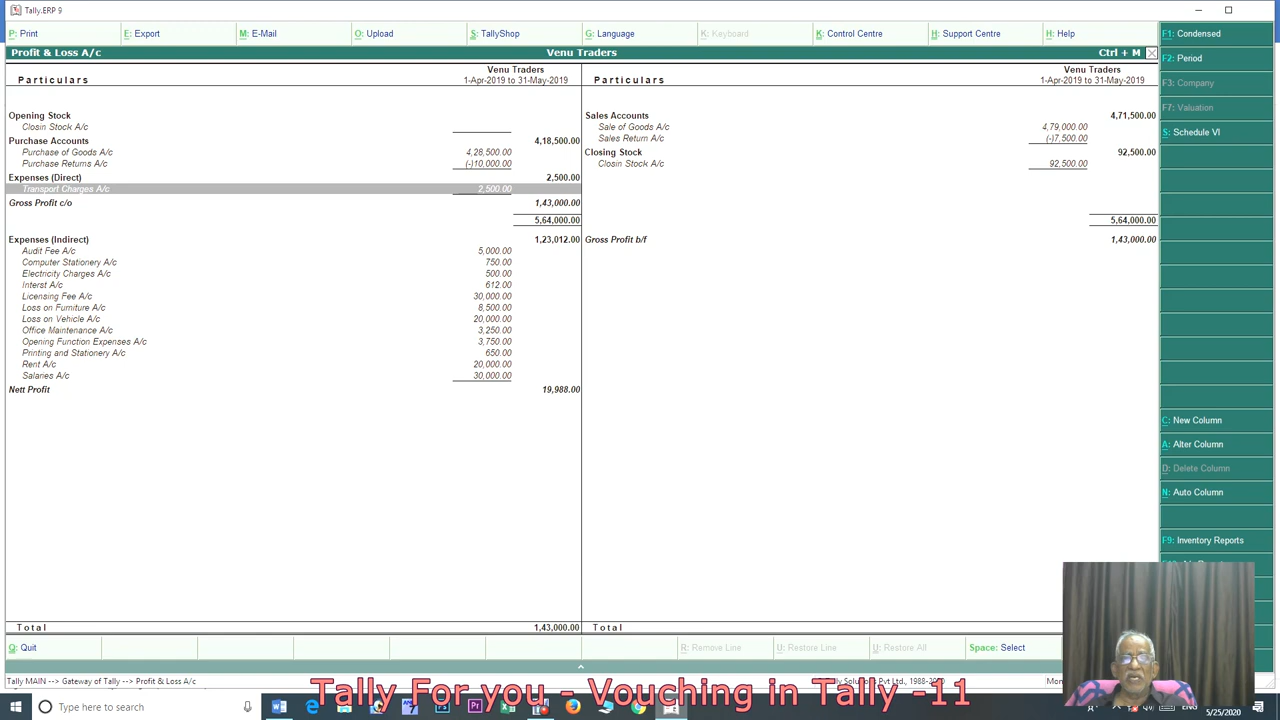 Tally.ERP 9
P: Print E: Export M: E-Mail O: Upload S: TallyShop G: Language K: Keyboard K: Control Centre H: Support Centre H: Help
Profit & Loss A/c Venu Traders Ctrl + M
Particulars Venu Traders 1-Apr-2019 to 31-May-2019
Opening Stock
Closin Stock A/c
Purchase Accounts 4,18,500.00
Purchase of Goods A/c 4,28,500.00
Purchase Returns A/c (-)10,000.00
Expenses (Direct) 2,500.00
Transport Charges A/c 2,500.00
Gross Profit c/o 1,43,000.00
5,64,000.00
Expenses (Indirect) 1,23,012.00
Audit Fee A/c 5,000.00
Computer Stationery A/c 750.00
Electricity Charges A/c 500.00
Interst A/c 612.00
Licensing Fee A/c 30,000.00
Loss on Furniture A/c 8,500.00
Loss on Vehicle A/c 20,000.00
Office Maintenance A/c 3,250.00
Opening Function Expenses A/c 3,750.00
Printing and Stationery A/c 650.00
Rent A/c 20,000.00
Salaries A/c 30,000.00
Nett Profit 19,988.00
Total 1,43,000.00
Particulars Venu Traders 1-Apr-2019 to 31-May-2019
Sales Accounts 4,71,500.00
Sale of Goods A/c 4,79,000.00
Sales Return A/c (-)7,500.00
Closing Stock 92,500.00
Closin Stock A/c 92,500.00
5,64,000.00
Gross Profit b/f 1,43,000.00
Total
F1: Condensed
F2: Period
F3: Company
F7: Valuation
S: Schedule VI
C: New Column
A: Alter Column
D: Delete Column
N: Auto Column
F9: Inventory Reports
Q: Quit R: Remove Line U: Restore Line U: Restore All Space: Select
Tally MAIN --> Gateway of Tally --> Profit & Loss A/c
Tally For you - Vouching in Tally -11
Type here to search
5/25/2020